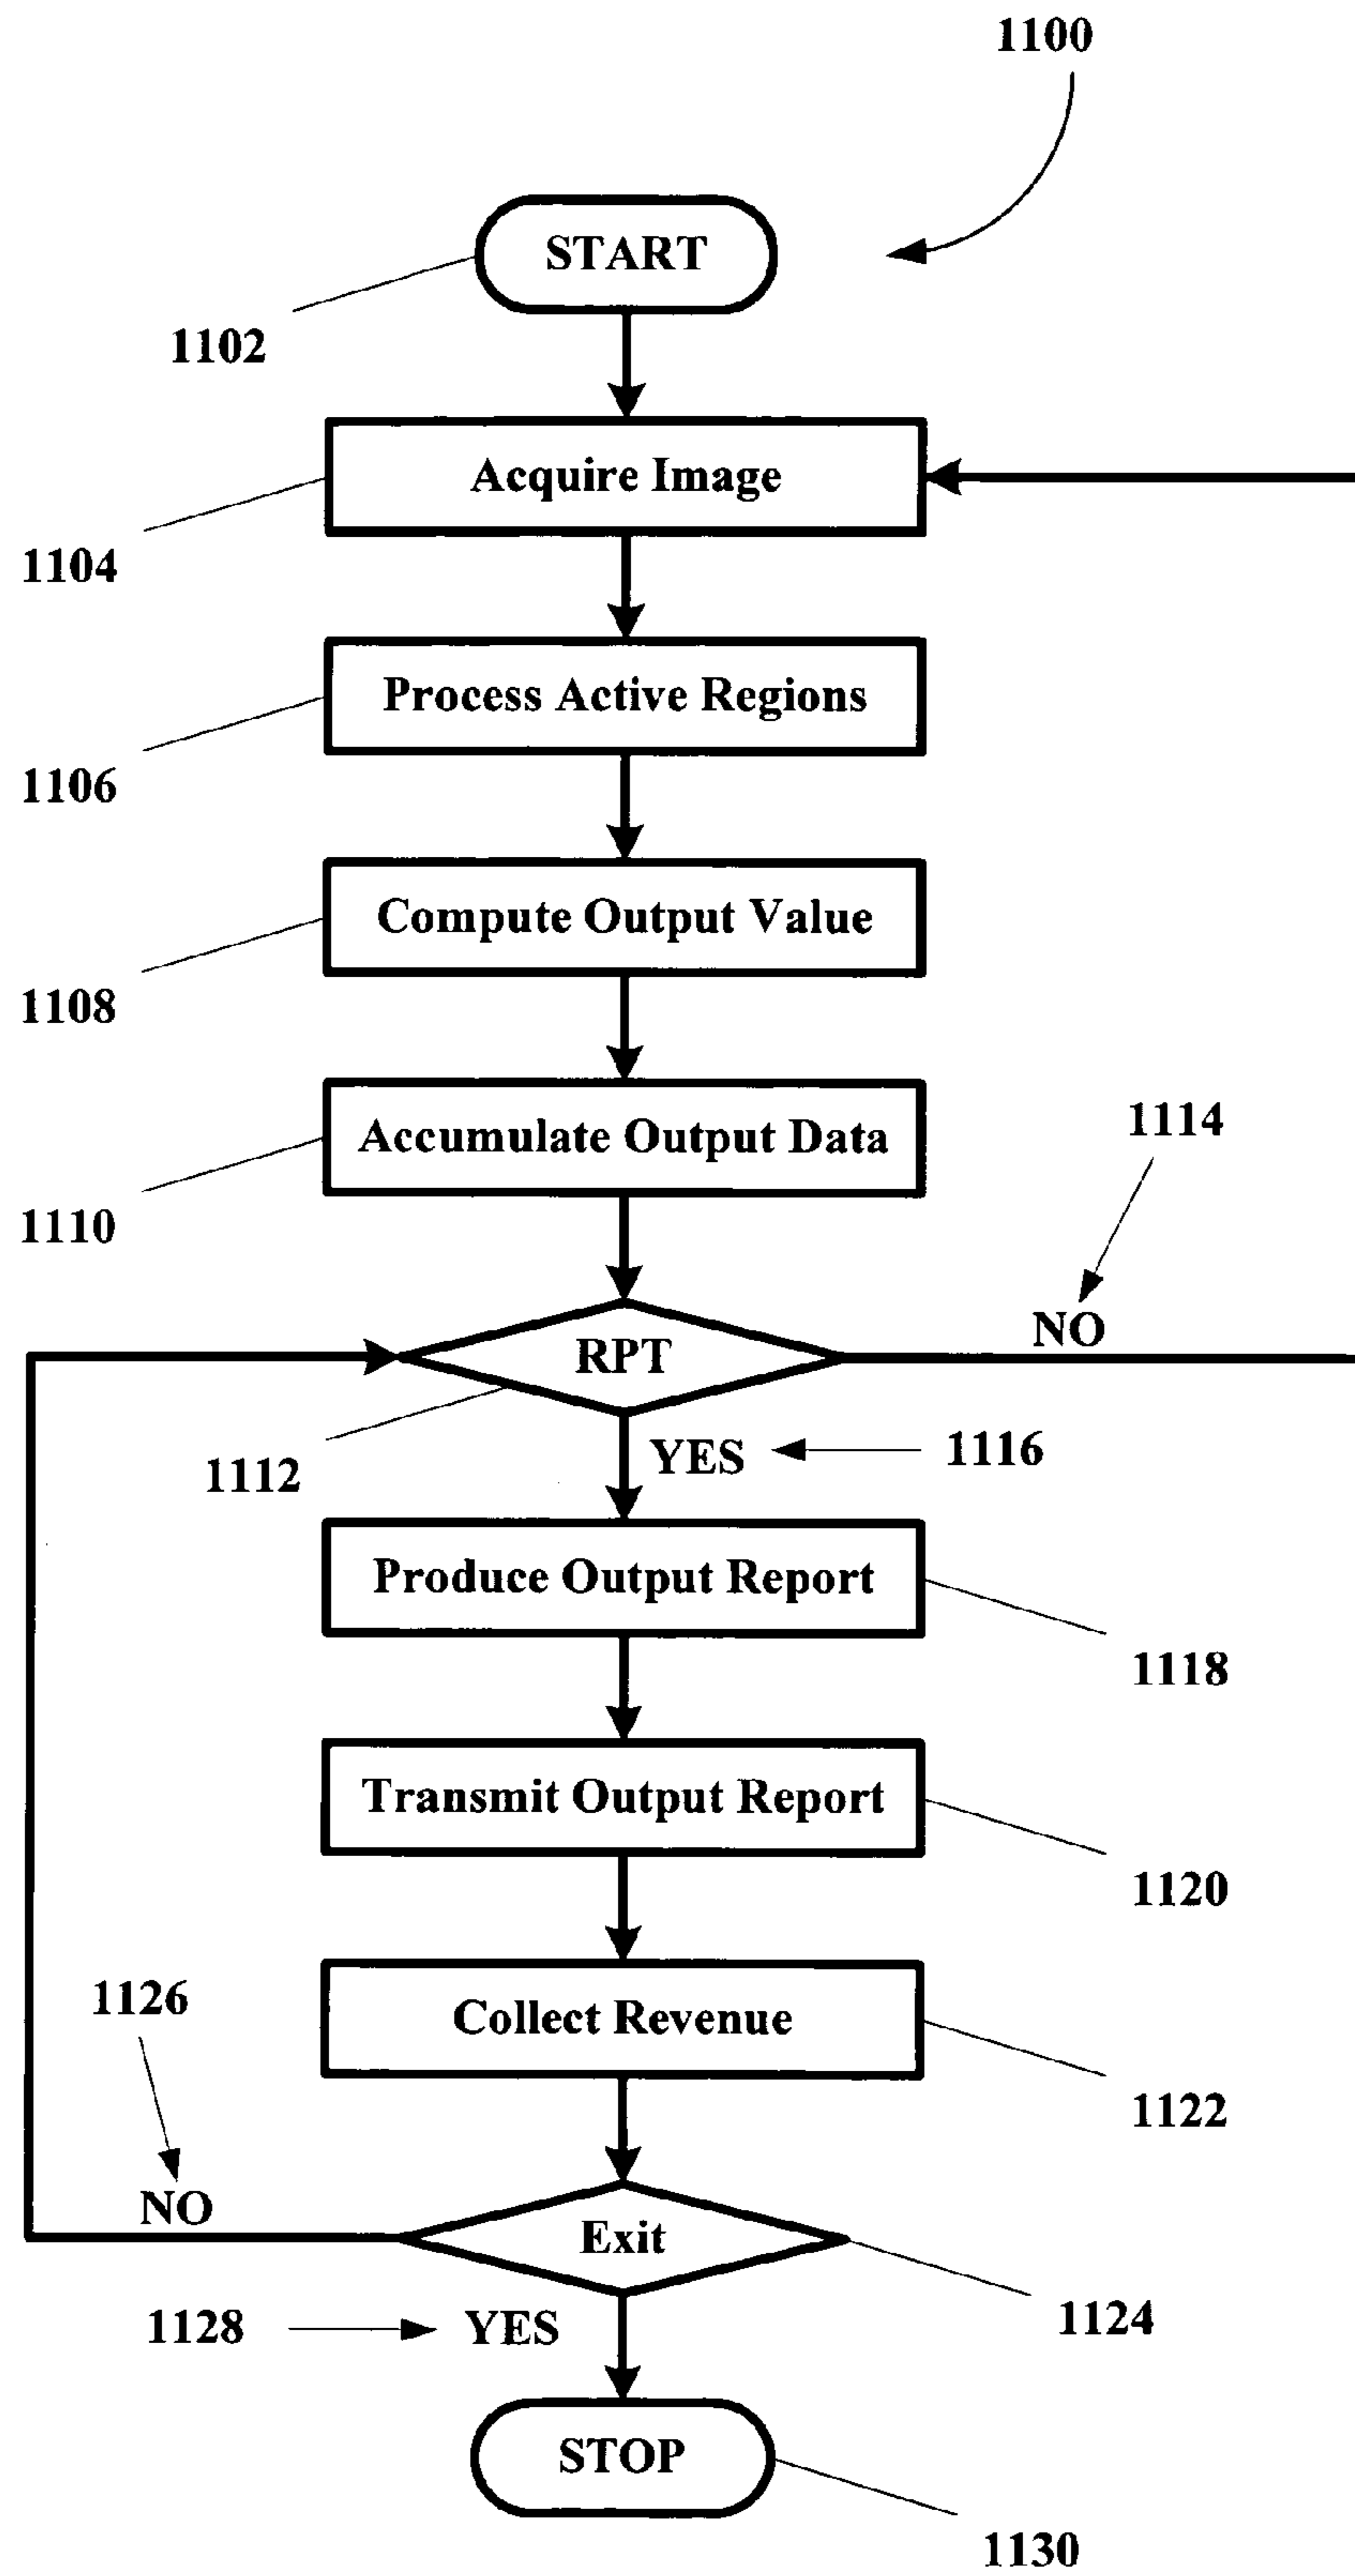 1100
START
1102
Acquire Image
1104
Process Active Regions
1106
Compute Output Value
1108
Accumulate Output Data
1114
1110
NO
RPT
1116
YES
1112
Produce Output Report
1118
Transmit Output Report
1120
1126
Collect Revenue
1122
NO
Exit
1124
1128
YES
STOP
1130